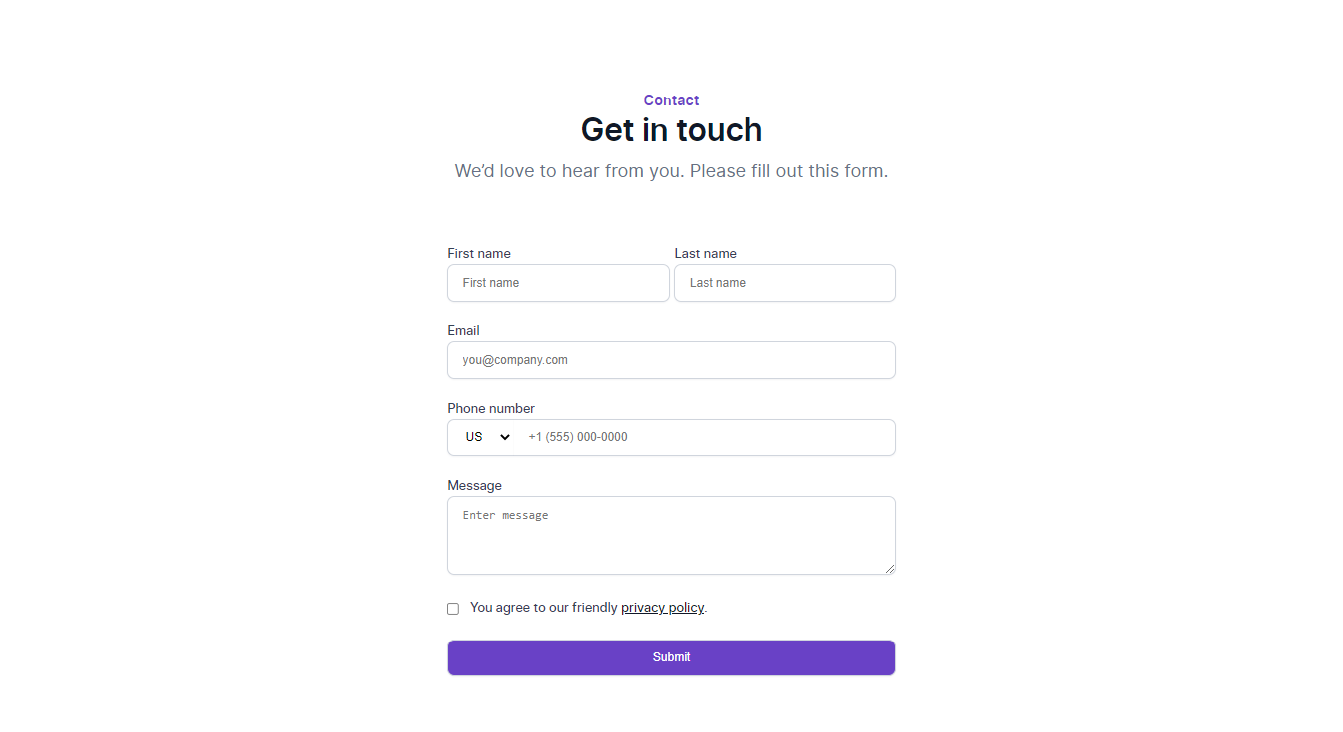 Contact
Get in touch
We’d love to hear from you. Please fill out this form.
First name Last name
First name Last name
Email
you@company.com
Phone number
US +1 (555) 000-0000
Message
Enter message
You agree to our friendly privacy policy.
Submit